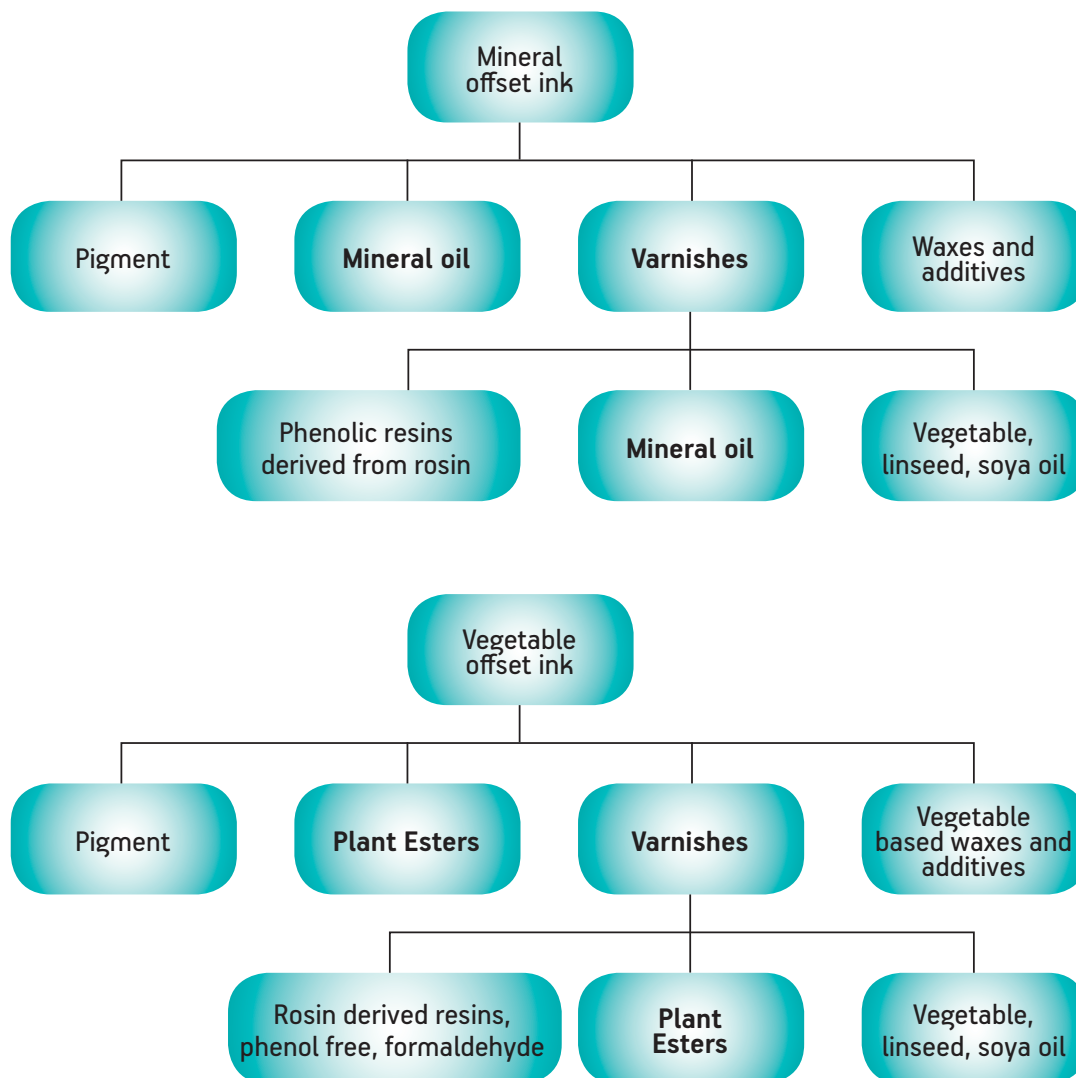 Mineral
offset ink
Pigment
Mineral oil
Varnishes
Waxes and
additives
Phenolic resins
derived from rosin
Mineral oil
Vegetable,
linseed, soya oil
Vegetable
offset ink
Pigment
Plant Esters
Varnishes
Vegetable
based waxes and
additives
Rosin derived resins,
phenol free, formaldehyde
Plant
Esters
Vegetable,
linseed, soya oil